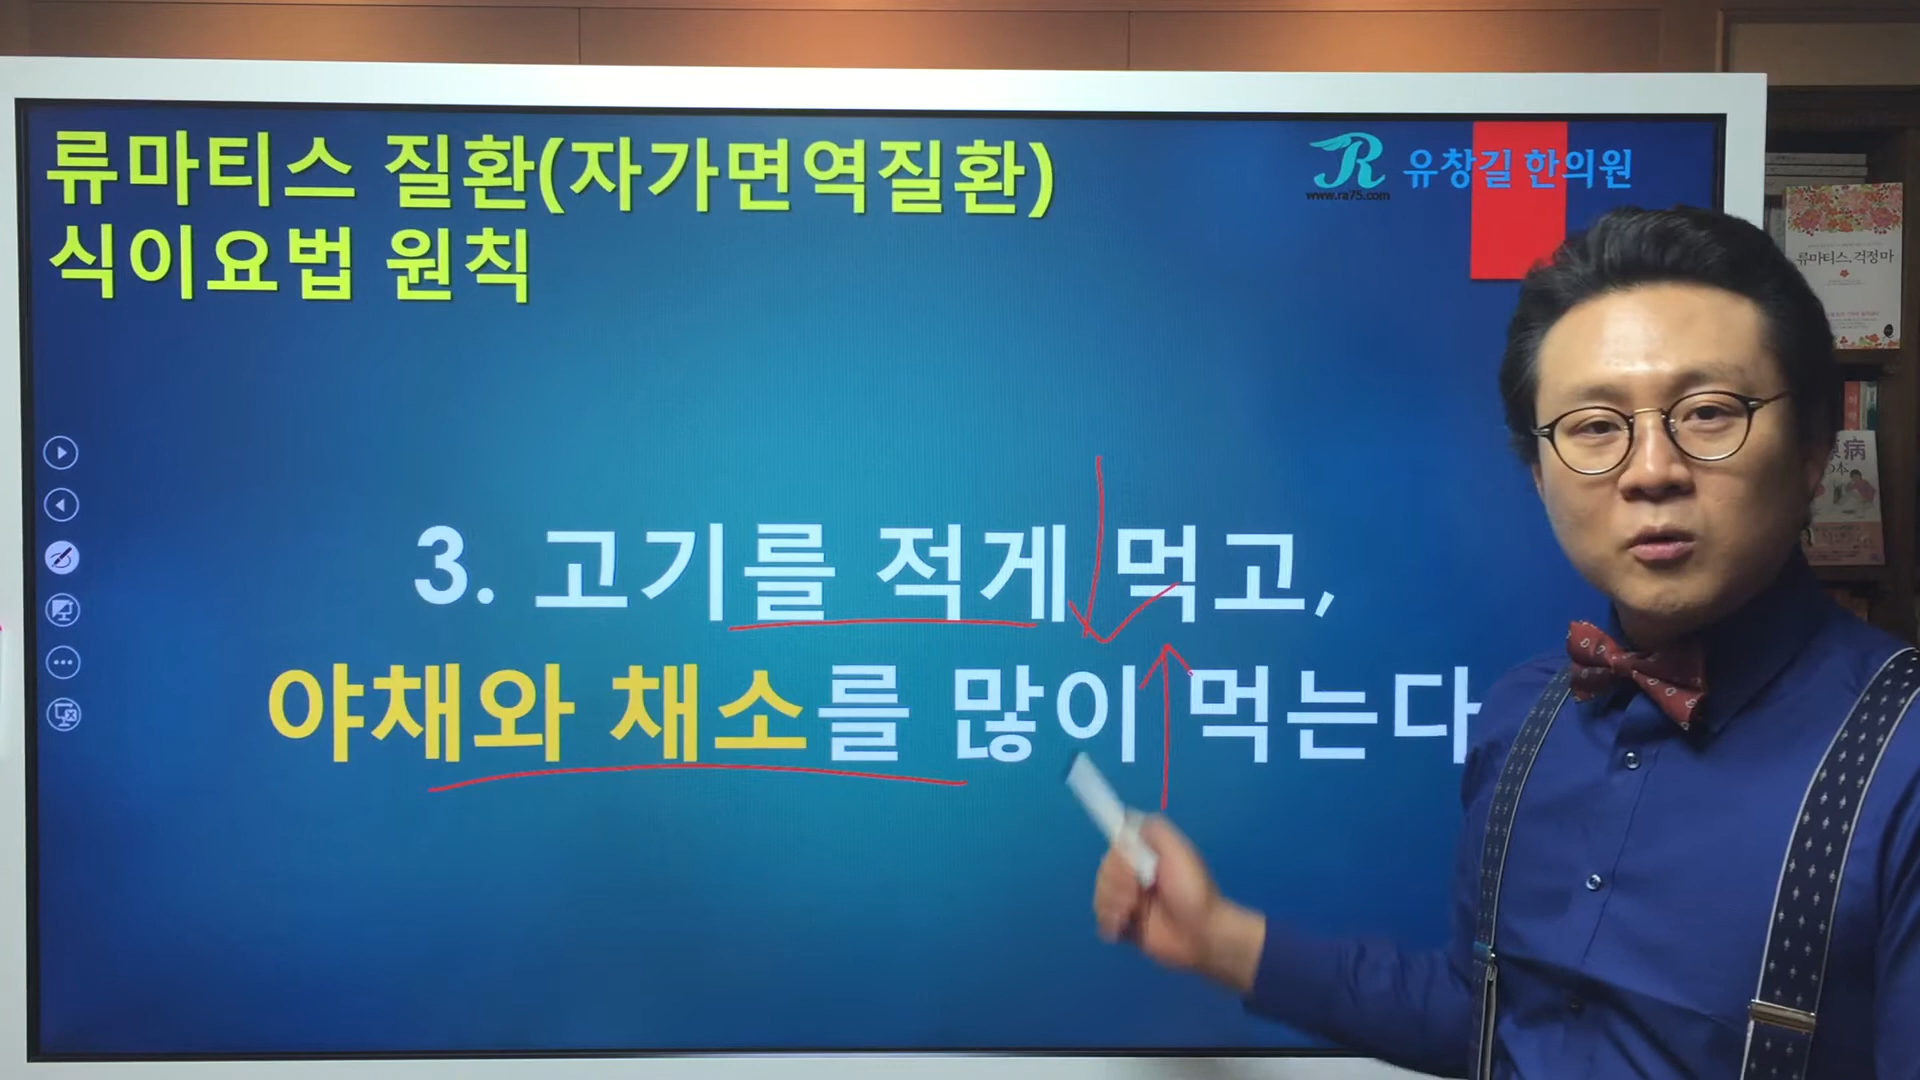 류마티스 질환(자가면역질환)
식이요법 원칙
R 유창길 한의원
www.ra75.com
3. 고기를 적게 먹고,
야채와 채소를 많이 먹는다
류마티스, 걱정마
病
本